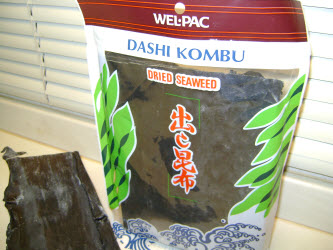 WEL·PAC
DASHI KOMBU
DRIED SEAWEED
出し昆布